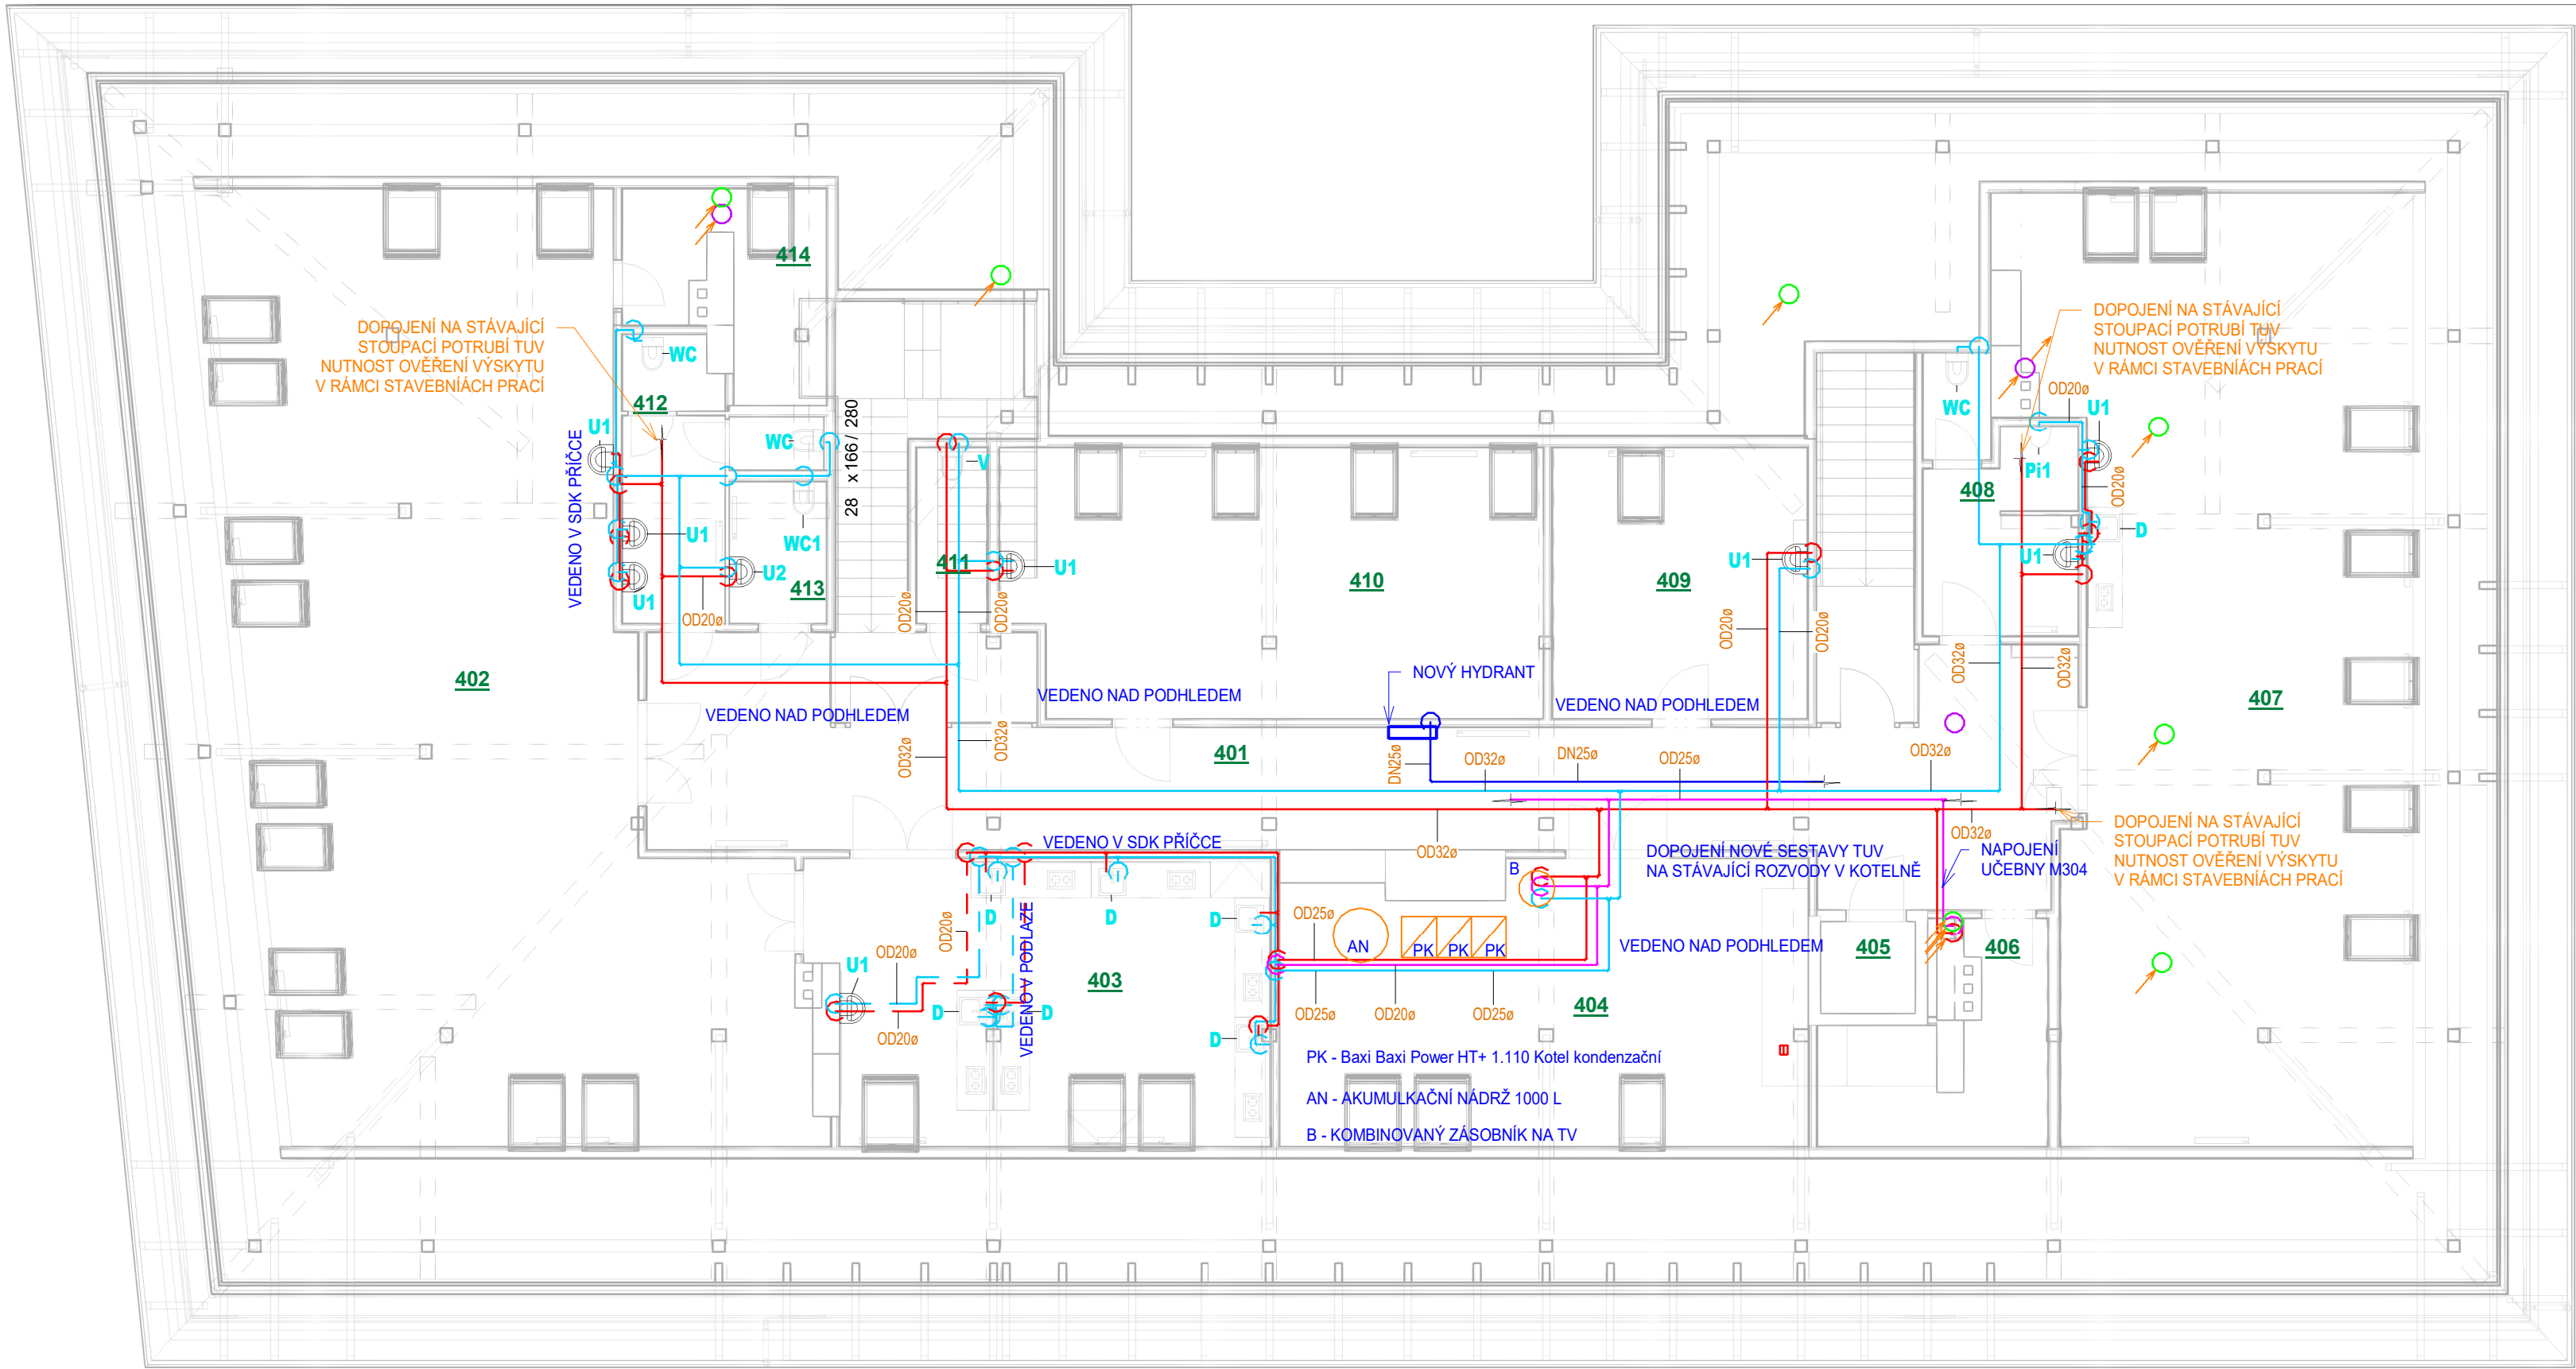 414
DOPOJENÍ NA STÁVAJÍCÍ
STOUPACÍ POTRUBÍ TUV
NUTNOST OVĚŘENÍ VÝSKYTU
V RÁMCI STAVEBNÍÁCH PRACÍ
DOPOJENÍ NA STÁVAJÍCÍ
STOUPACÍ POTRUBÍ TUV
NUTNOST OVĚŘENÍ VÝSKYTU
V RÁMCI STAVEBNÍÁCH PRACÍ
WC
412
U1
WC
28 x166 / 280
V
WC
OD20ø
U1
Pi1
408
OD20ø
D
U1
VEDENO V SDK PŘÍČCE
U1
WC1
U2
U1
413
OD20ø
411
U1
OD20ø
OD20ø
410
409
U1
OD20ø
OD20ø
OD32ø
OD32ø
402
407
NOVÝ HYDRANT
VEDENO NAD PODHLEDEM
VEDENO NAD PODHLEDEM
VEDENO NAD PODHLEDEM
OD32ø
OD32ø
401
DN25ø
OD32ø
DN25ø
OD25ø
OD32ø
VEDENO V SDK PŘÍČCE
OD32ø
OD32ø
DOPOJENÍ NOVÉ SESTAVY TUV
NA STÁVAJÍCÍ ROZVODY V KOTELNĚ
NAPOJENÍ
UČEBNY M304
DOPOJENÍ NA STÁVAJÍCÍ
STOUPACÍ POTRUBÍ TUV
NUTNOST OVĚŘENÍ VÝSKYTU
V RÁMCI STAVEBNÍÁCH PRACÍ
B
D
D
D
OD20ø
OD25ø
AN
PK
PK
PK
VEDENO NAD PODHLEDEM
405
406
U1
OD20ø
VEDENO V PODLAZE
403
404
D
D
D
OD20ø
OD25ø
OD20ø
OD25ø
PK - Baxi Baxi Power HT+ 1.110 Kotel kondenzační
AN - AKUMULKAČNÍ NÁDRŽ 1000 L
B - KOMBINOVANÝ ZÁSOBNÍK NA TV